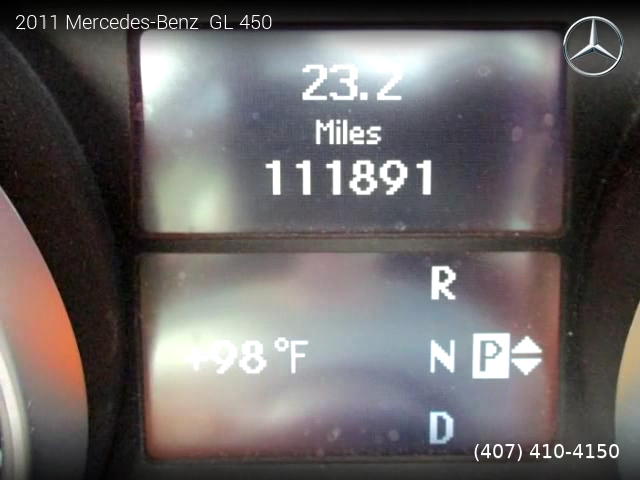 2011 Mercedes-Benz GL 450
23.2
Miles
111891
R
+98°F N P
D
(407) 410-4150